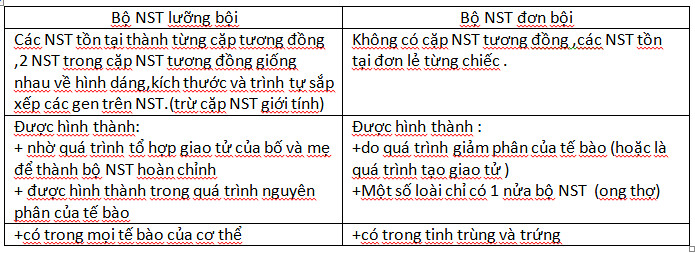 Bộ NST lưỡng bội
Bộ NST đơn bội
Các NST tồn tại thành từng cặp tương đồng
,2 NST trong cặp NST tương đồng giống
nhau về hình dáng,kích thước và trình tự sắp
xếp các gen trên NST.(trừ cặp NST giới tính)
Không có cặp NST tương đồng ,các NST tồn
tại đơn lẻ từng chiếc .
Được hình thành:
+ nhờ quá trình tổ hợp giao tử của bố và mẹ
để thành bộ NST hoàn chỉnh
+ được hình thành trong quá trình nguyên
phân của tế bào
Được hình thành :
+do quá trình giảm phân của tế bào (hoặc là
quá trình tạo giao tử )
+Một số loài chỉ có 1 nửa bộ NST (ong thợ)
+có trong mọi tế bào của cơ thể
+có trong tinh trùng và trứng